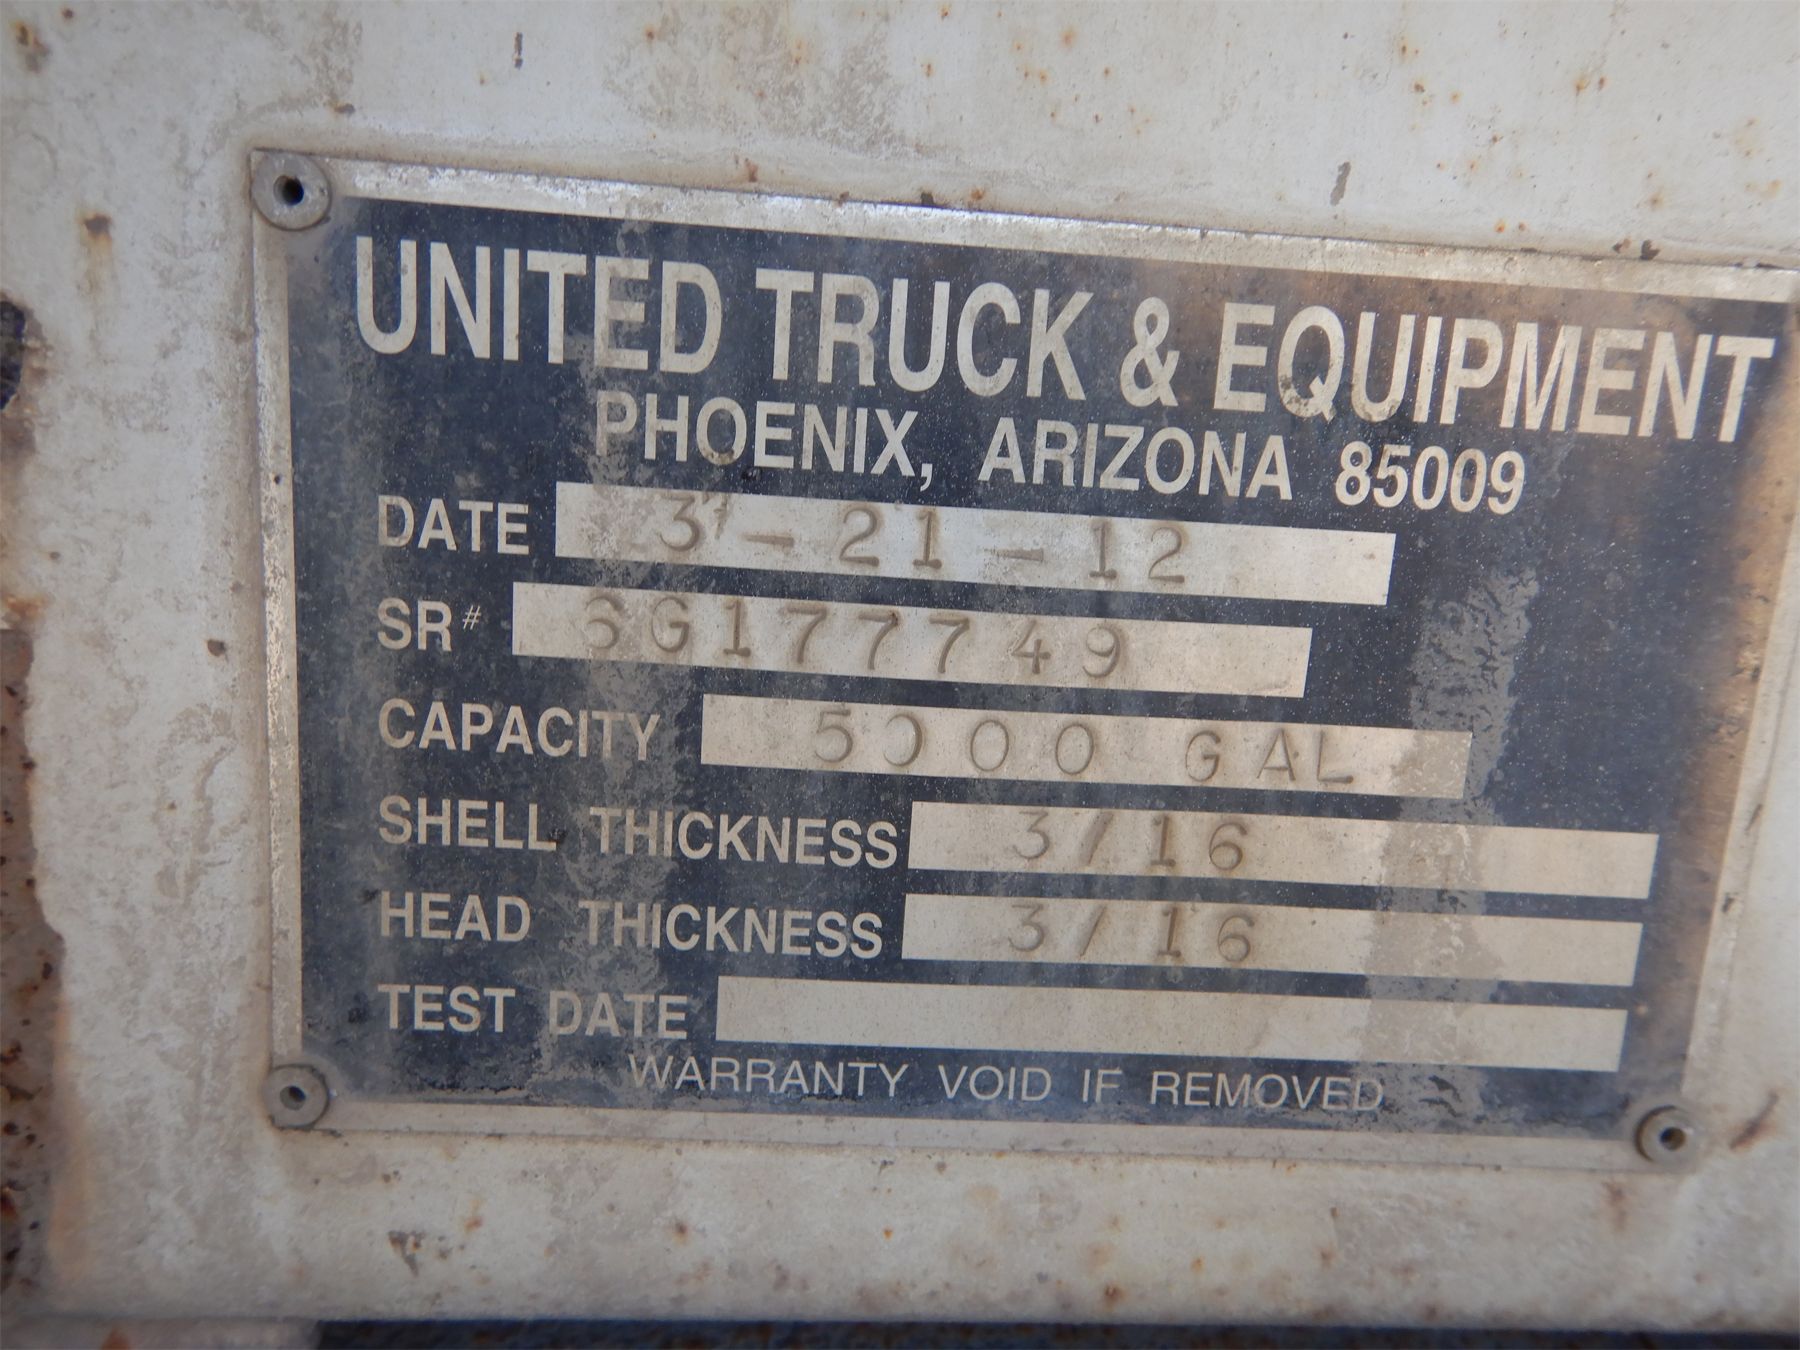 UNITED TRUCK & EQUIPMENT
PHOENIX, ARIZONA 85009
DATE 3-21-12
SR# 6G177749
CAPACITY 5000 GAL
SHELL THICKNESS 3/16
HEAD THICKNESS 3/16
TEST DATE
WARRANTY VOID IF REMOVED